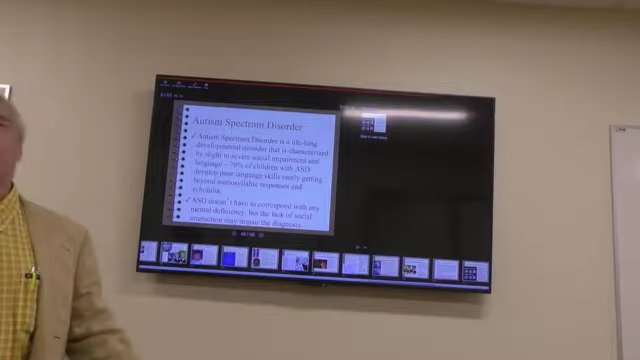 Autism Spectrum Disorder
✓Autism Spectrum Disorder is a life-long
developmental disorder that is characterized
by slight to severe social impairment and
language – 70% of children with ASD
develop poor language skills rarely getting
beyond monosyllabic responses and
echolalia.
✓ASD doesn't have to correspond with any
mental deficiency, but the lack of social
interaction may impair the diagnosis.